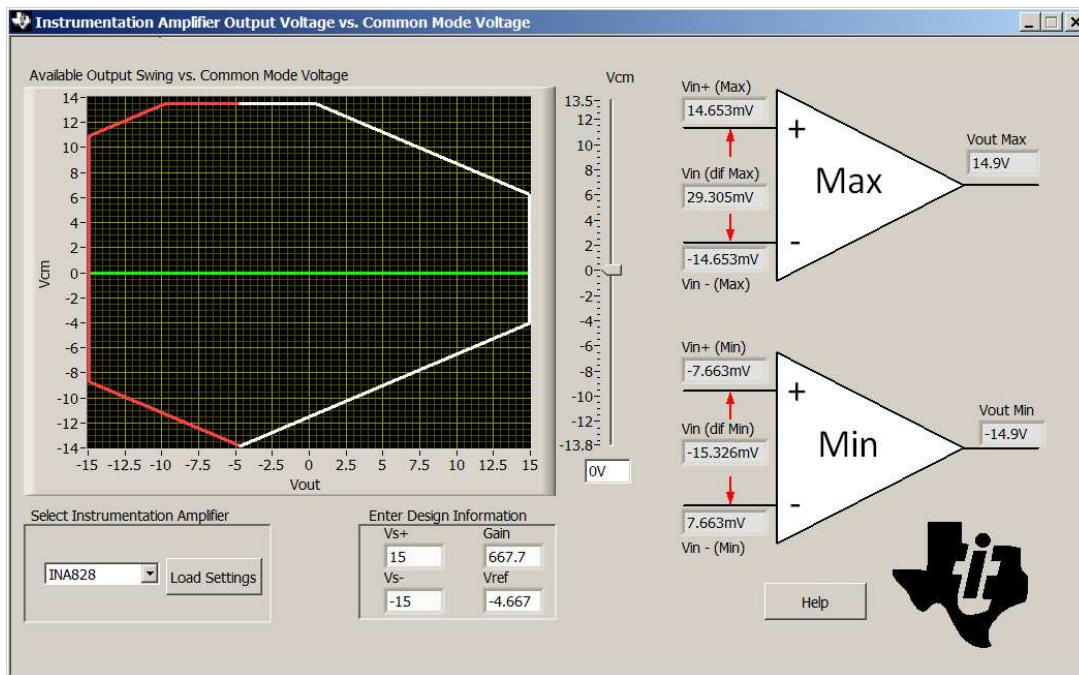 Instrumentation Amplifier Output Voltage vs. Common Mode Voltage
Available Output Swing vs. Common Mode Voltage
Vcm
14
12
10
8
6
4
2
0
-2
-4
-6
-8
-10
-12
-14
-15 -12.5 -10 -7.5 -5 -2.5 0 2.5 5 7.5 10 12.5 15
Vout
Vcm
13.5
12
10
8
6
4
2
0
-2
-4
-6
-8
-10
-12
-13.8
0V
Vin+ (Max)
14.653mV
Vin (dif Max)
29.305mV
-14.653mV
Vin - (Max)
+
-
Max
Vout Max
14.9V
Vin+ (Min)
-7.663mV
Vin (dif Min)
-15.326mV
7.663mV
Vin - (Min)
+
-
Min
Vout Min
-14.9V
Select Instrumentation Amplifier
INA828
Load Settings
Enter Design Information
Vs+ Gain
15 667.7
Vs- Vref
-15 -4.667
Help
ti